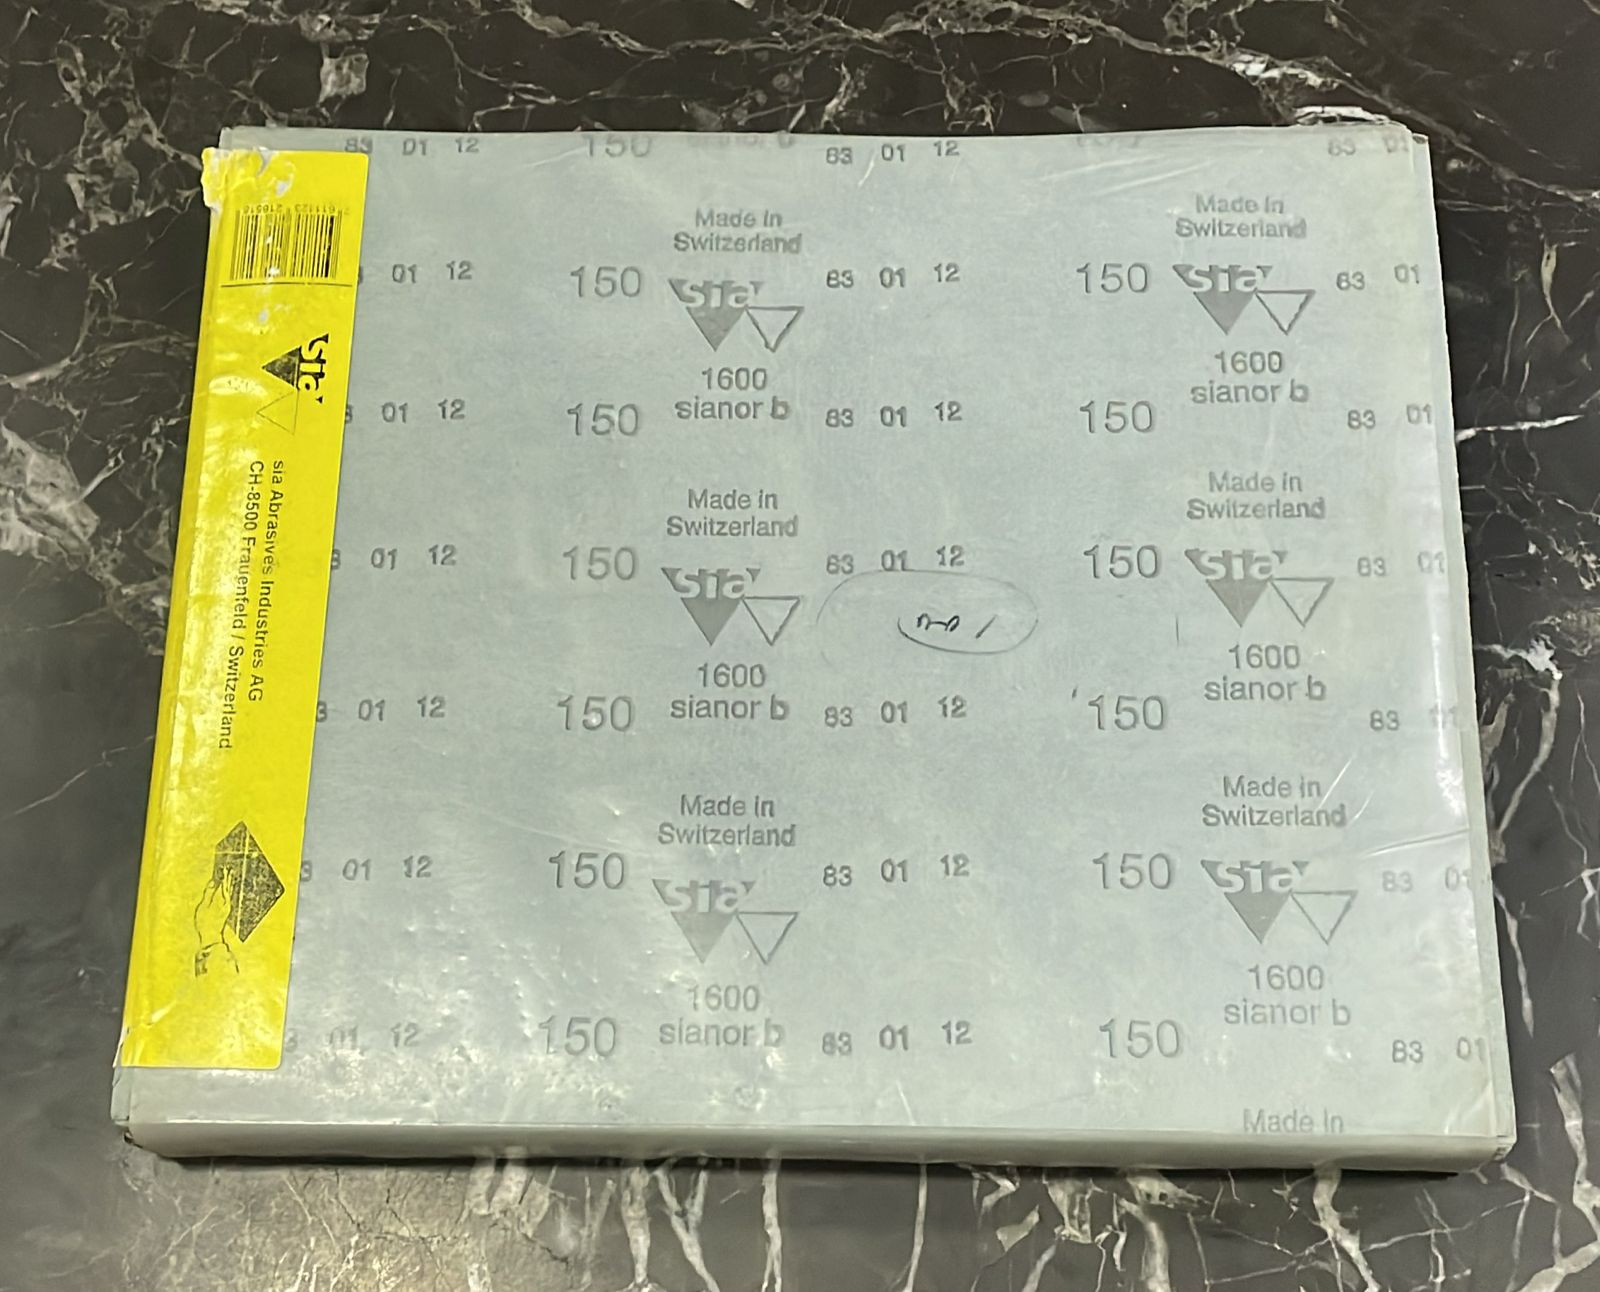 83 01 12 150 83 01 12 83 01
Made in Switzerland
Made in Switzerland
01 12 150 sia 83 01 12 150 sia 83 01
1600 sianor b
1600 sianor b
01 12 150 83 01 12 150 83 01
Made in Switzerland
Made in Switzerland
01 12 150 sia 83 01 12 150 sia 83 01
1600 sianor b
1600 sianor b
01 12 150 83 01 12 150 83
Made in Switzerland
Made in Switzerland
01 12 150 sia 83 01 12 150 sia 83
1600 sianor b
1600 sianor b
01 12 150 83 01 12 150 83 01
Made in
sia
sia Abrasives Industries AG
CH-8500 Frauenfeld / Switzerland